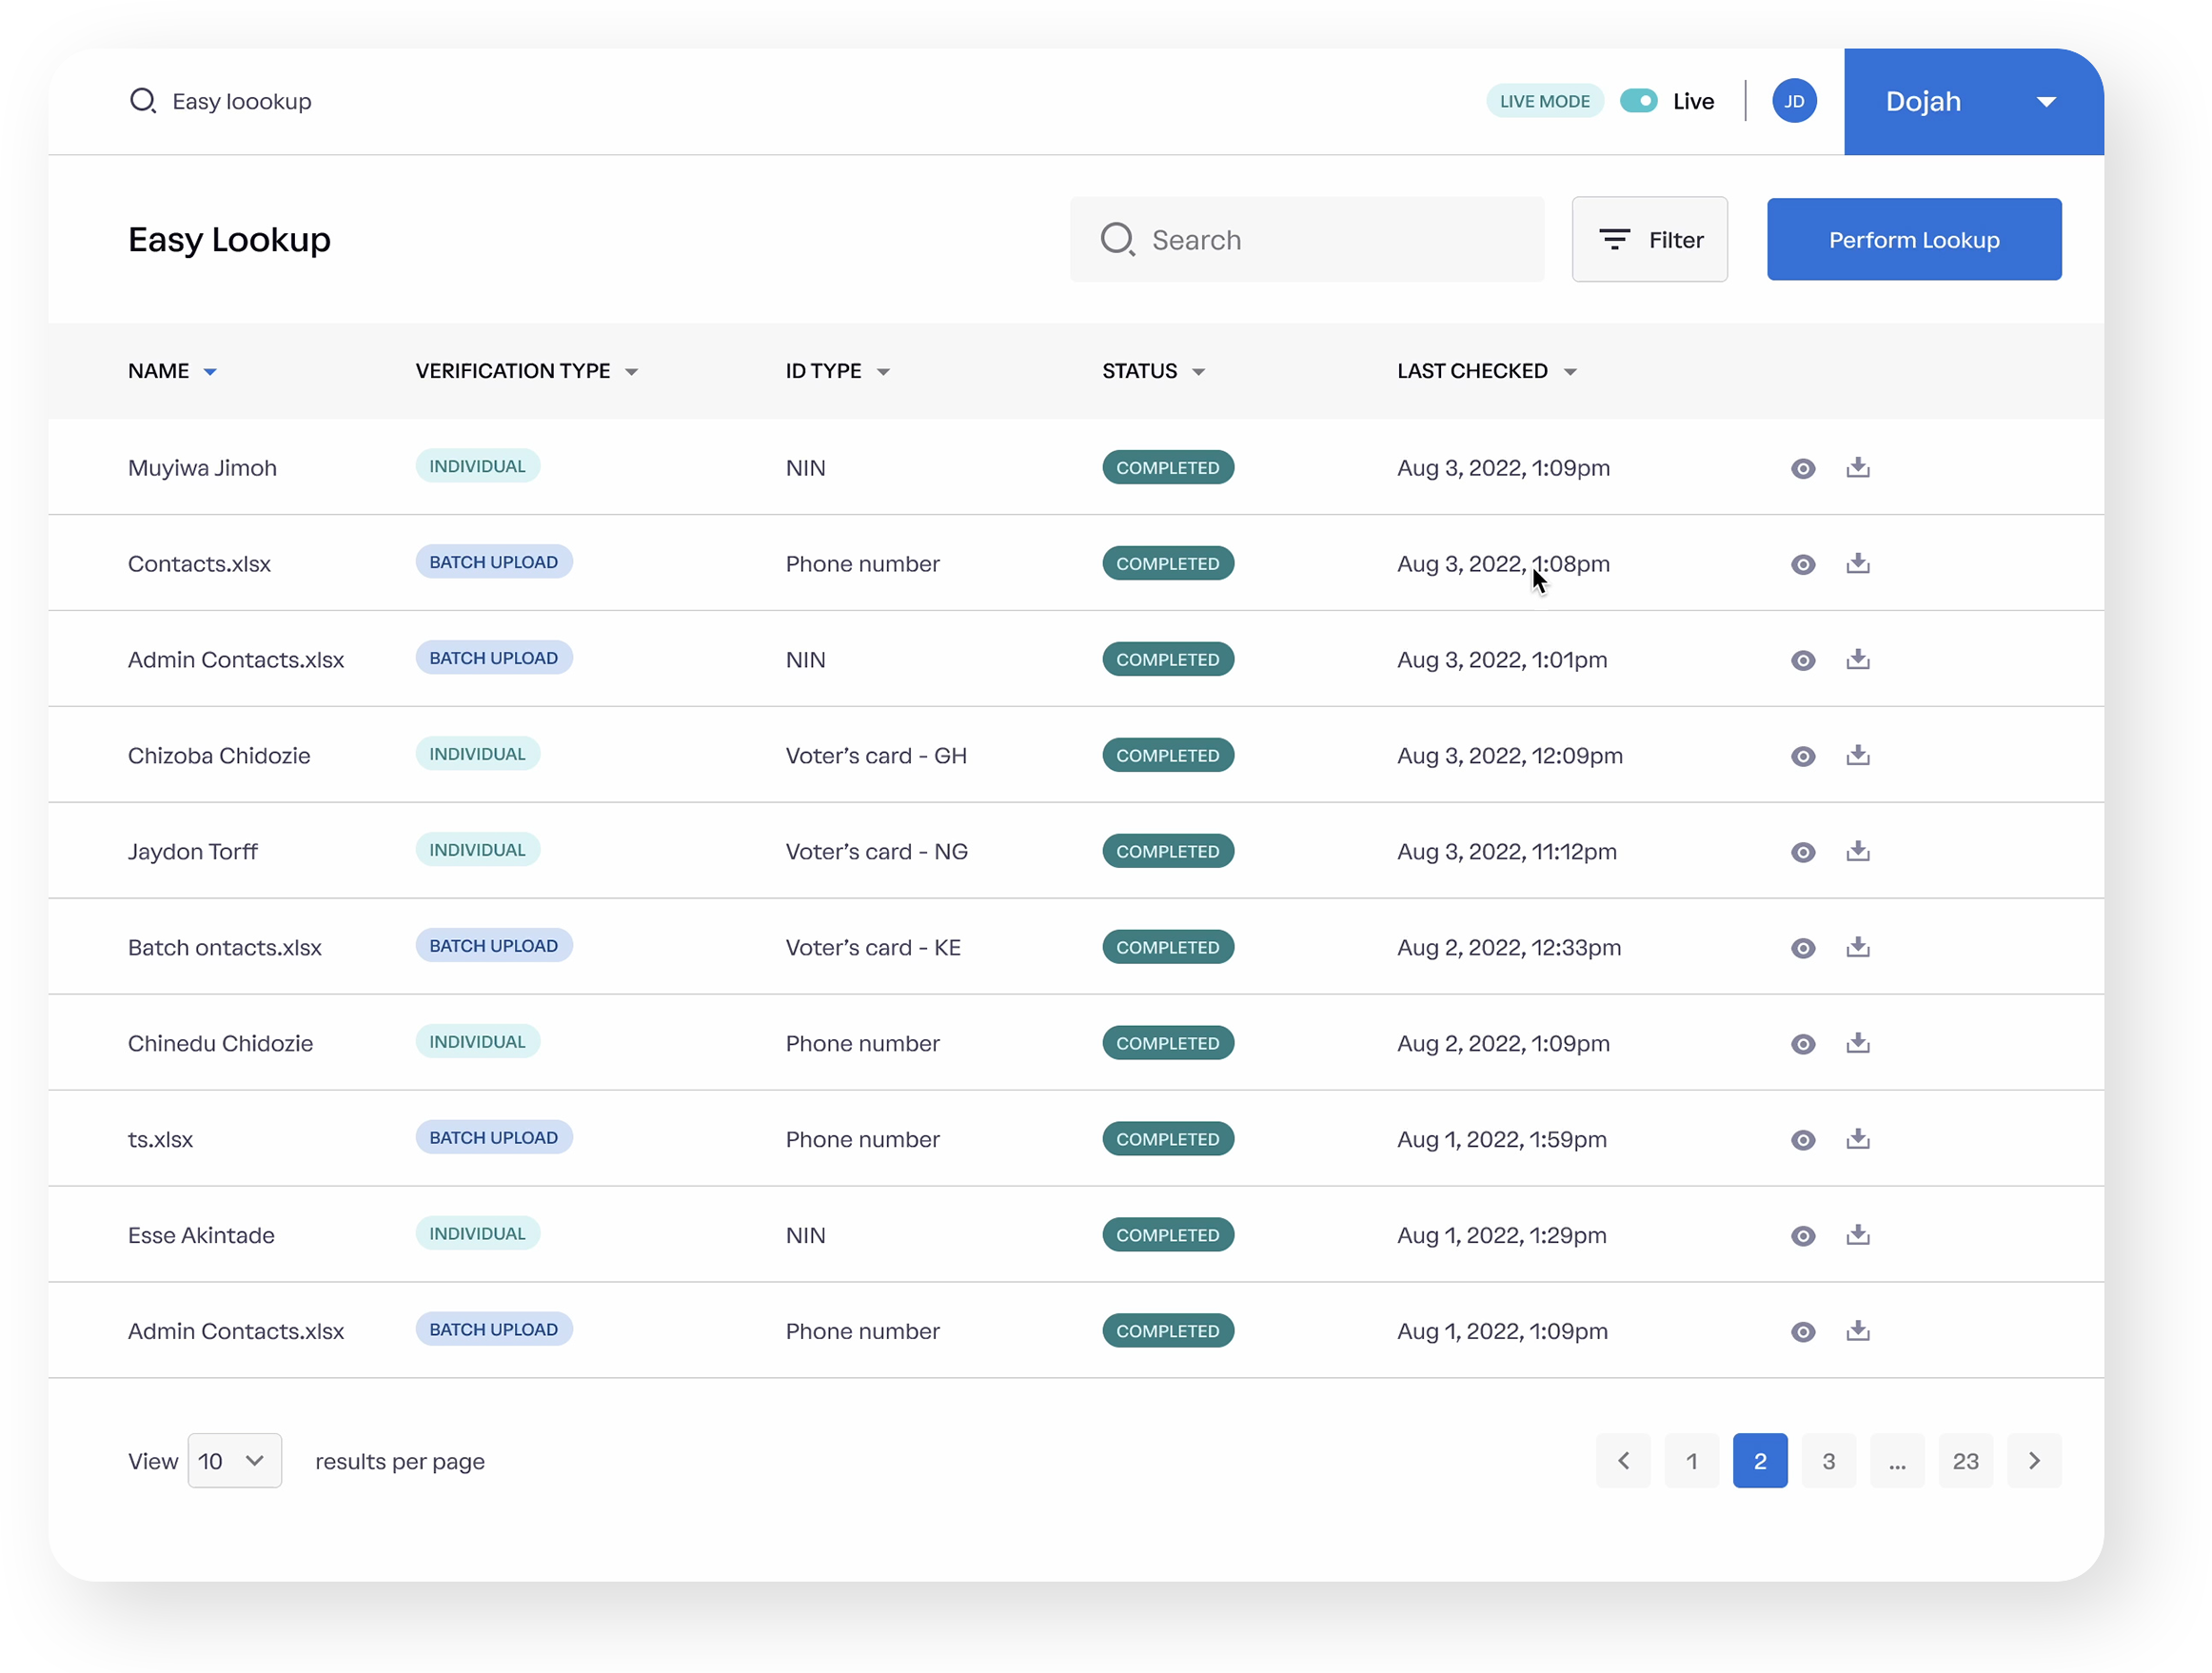 Easy loookup LIVE MODE Live JD Dojah
Easy Lookup Search Filter Perform Lookup
NAME VERIFICATION TYPE ID TYPE STATUS LAST CHECKED
Muyiwa Jimoh INDIVIDUAL NIN COMPLETED Aug 3, 2022, 1:09pm
Contacts.xlsx BATCH UPLOAD Phone number COMPLETED Aug 3, 2022, 1:08pm
Admin Contacts.xlsx BATCH UPLOAD NIN COMPLETED Aug 3, 2022, 1:01pm
Chizoba Chidozie INDIVIDUAL Voter’s card - GH COMPLETED Aug 3, 2022, 12:09pm
Jaydon Torff INDIVIDUAL Voter’s card - NG COMPLETED Aug 3, 2022, 11:12pm
Batch ontacts.xlsx BATCH UPLOAD Voter’s card - KE COMPLETED Aug 2, 2022, 12:33pm
Chinedu Chidozie INDIVIDUAL Phone number COMPLETED Aug 2, 2022, 1:09pm
ts.xlsx BATCH UPLOAD Phone number COMPLETED Aug 1, 2022, 1:59pm
Esse Akintade INDIVIDUAL NIN COMPLETED Aug 1, 2022, 1:29pm
Admin Contacts.xlsx BATCH UPLOAD Phone number COMPLETED Aug 1, 2022, 1:09pm
View 10 results per page 1 2 3 ... 23